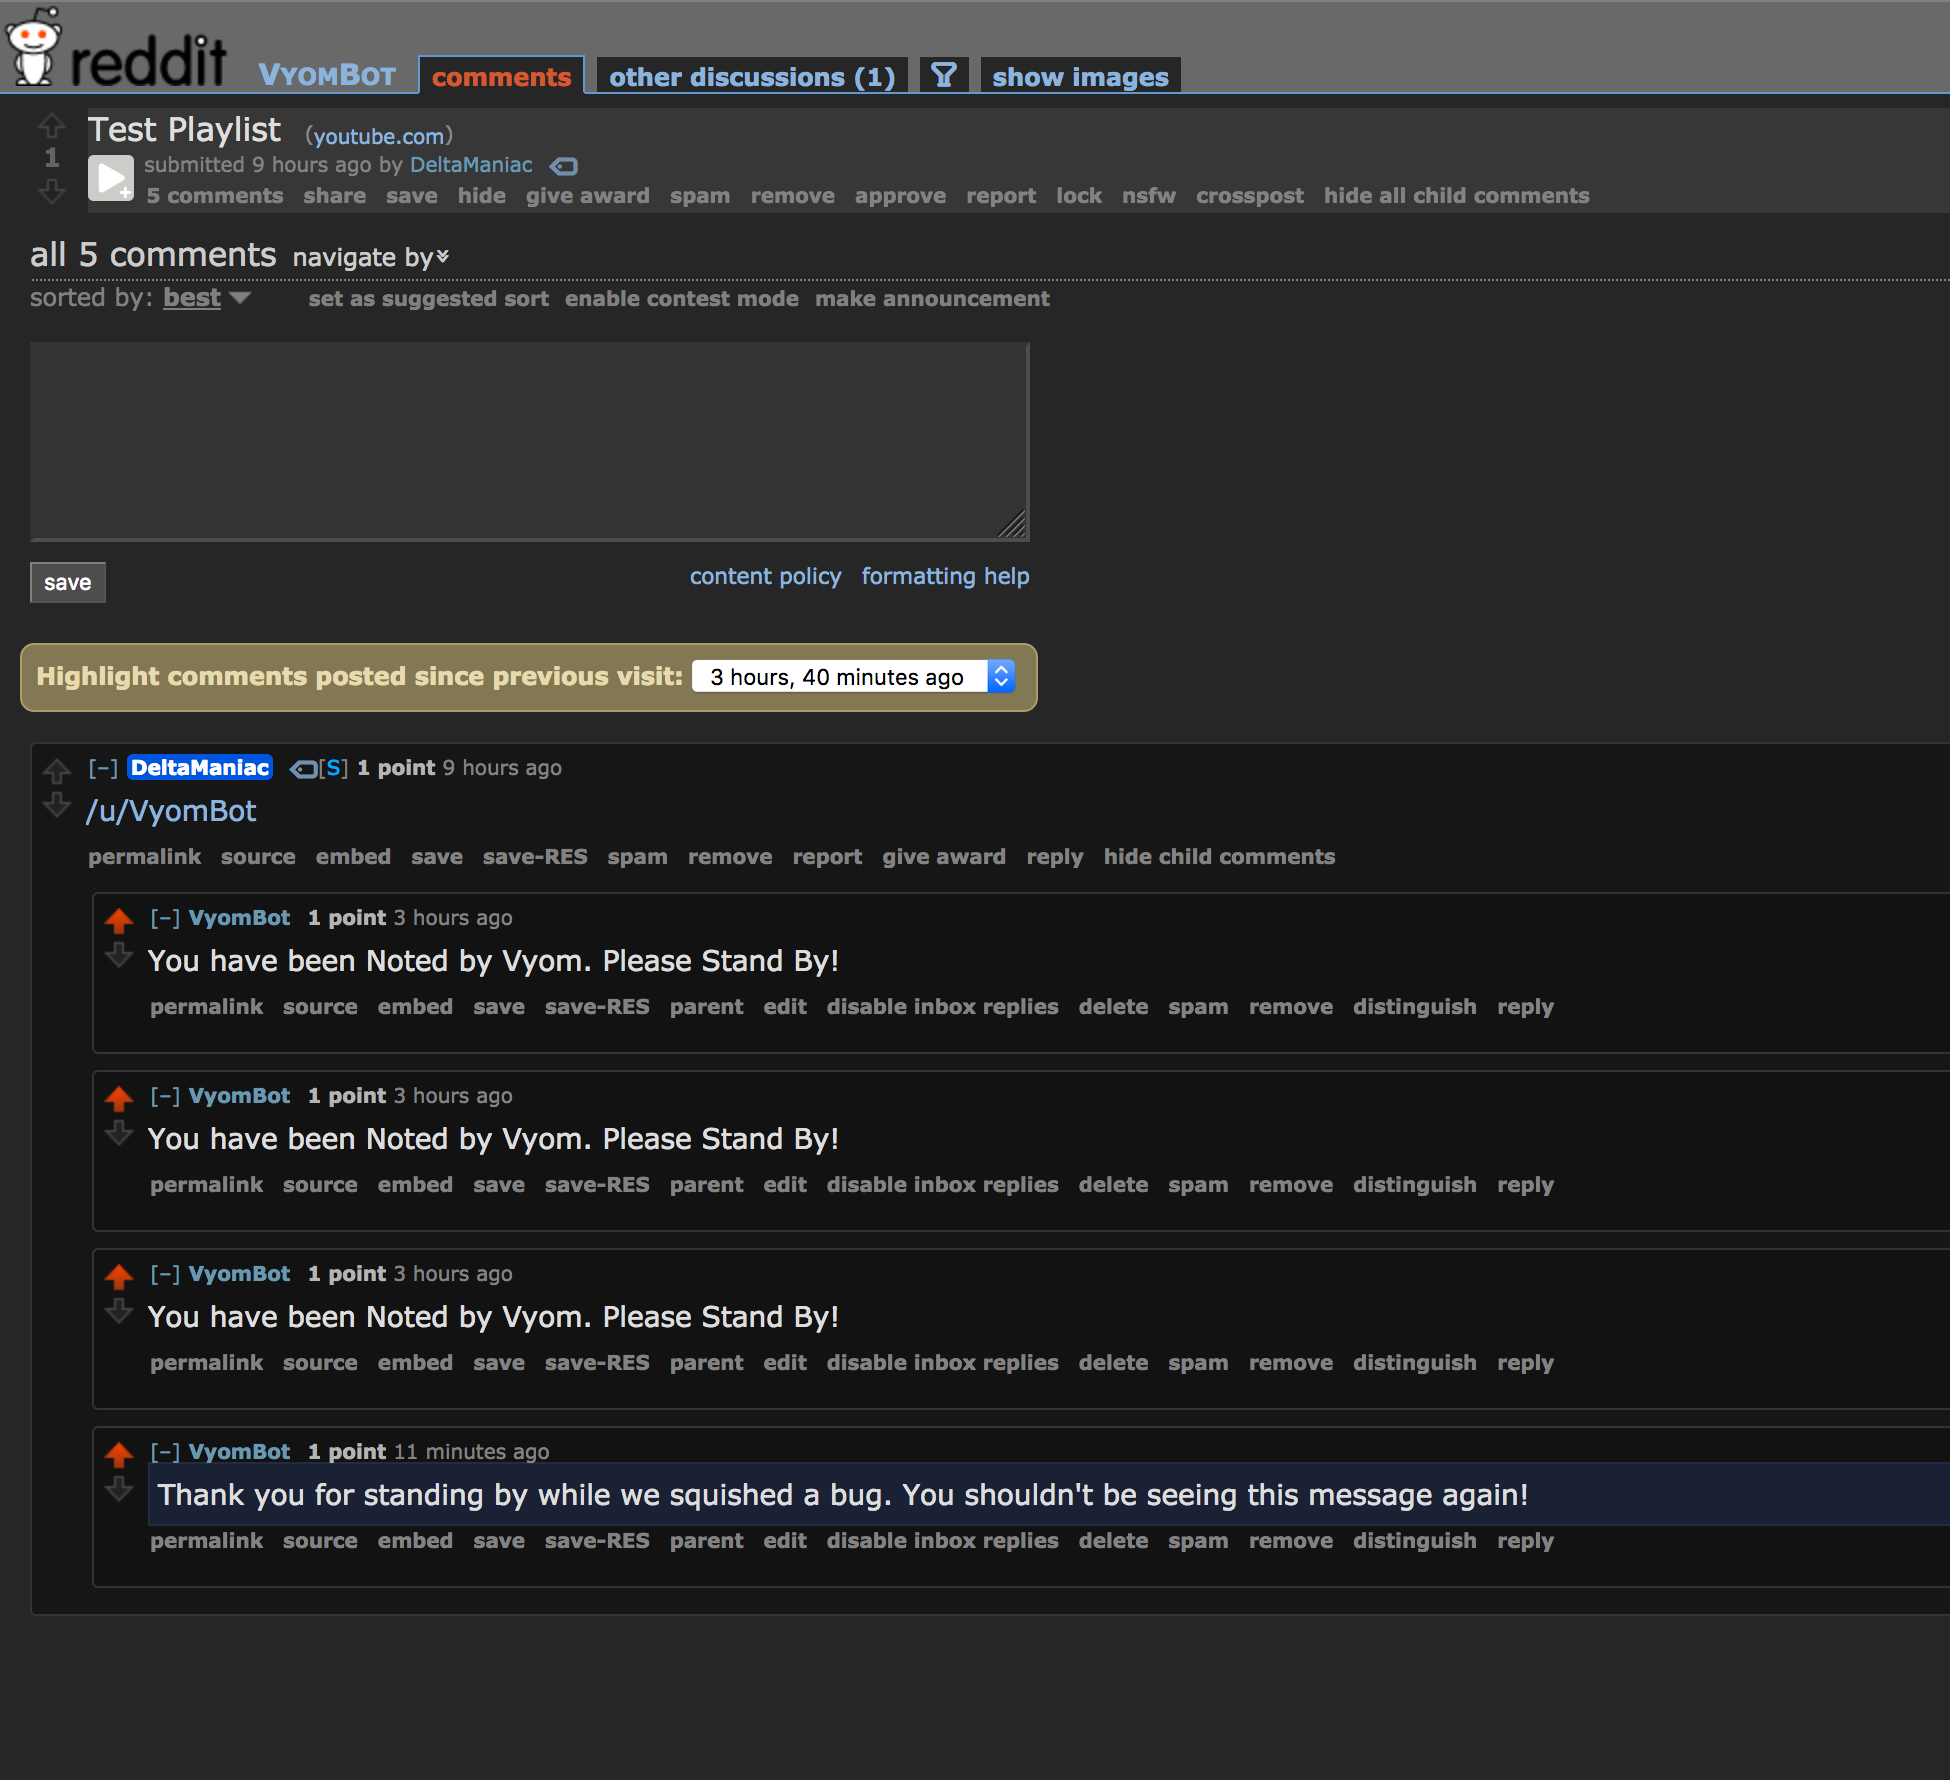 reddit VyomBot comments other discussions (1) show images
Test Playlist (youtube.com)
1
submitted 9 hours ago by DeltaManiac
5 comments share save hide give award spam remove approve report lock nsfw crosspost hide all child comments
all 5 comments navigate by
sorted by: best set as suggested sort enable contest mode make announcement
save content policy formatting help
Highlight comments posted since previous visit: 3 hours, 40 minutes ago
[–] DeltaManiac [S] 1 point 9 hours ago
/u/VyomBot
permalink source embed save save-RES spam remove report give award reply hide child comments
[–] VyomBot 1 point 3 hours ago
You have been Noted by Vyom. Please Stand By!
permalink source embed save save-RES parent edit disable inbox replies delete spam remove distinguish reply
[–] VyomBot 1 point 3 hours ago
You have been Noted by Vyom. Please Stand By!
permalink source embed save save-RES parent edit disable inbox replies delete spam remove distinguish reply
[–] VyomBot 1 point 3 hours ago
You have been Noted by Vyom. Please Stand By!
permalink source embed save save-RES parent edit disable inbox replies delete spam remove distinguish reply
[–] VyomBot 1 point 11 minutes ago
Thank you for standing by while we squished a bug. You shouldn't be seeing this message again!
permalink source embed save save-RES parent edit disable inbox replies delete spam remove distinguish reply